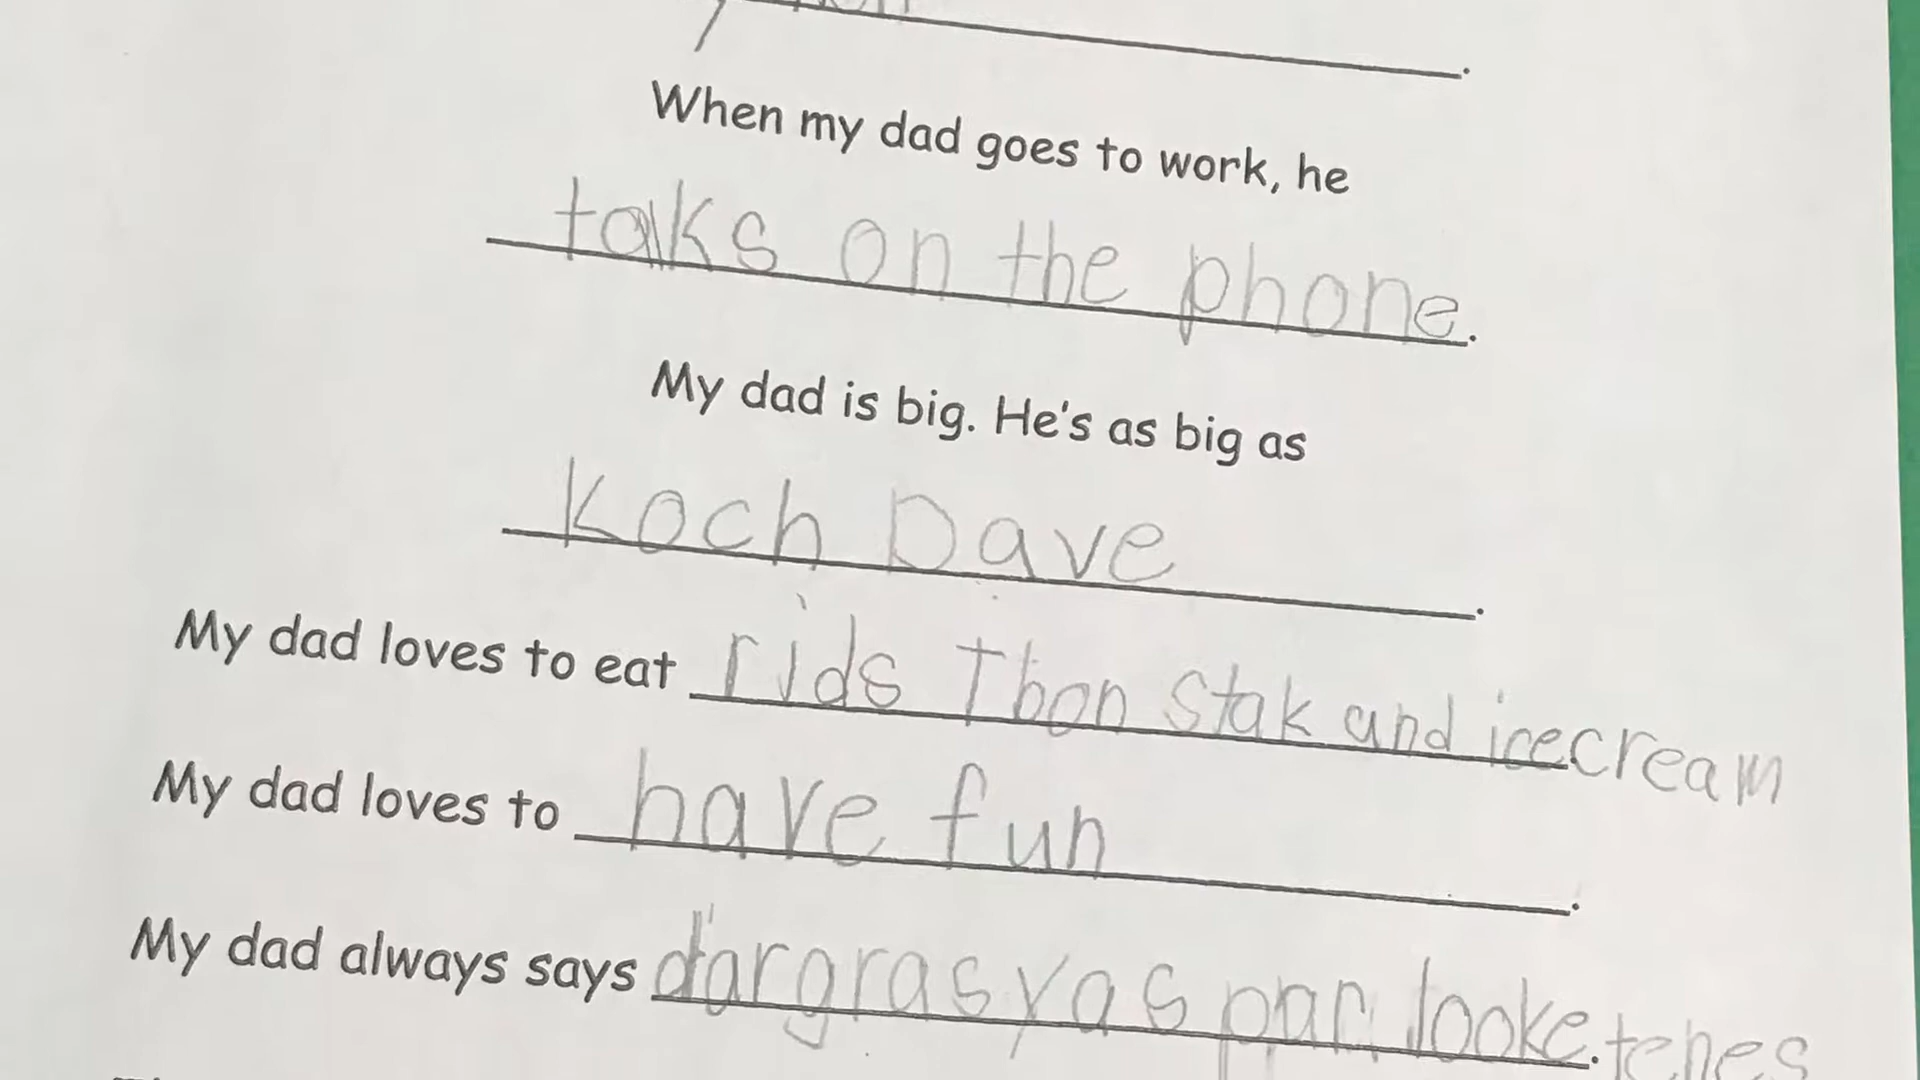 When my dad goes to work, he
talks on the phone.
My dad is big. He's as big as
Koch Dave.
My dad loves to eat rids Tbon stak and icecream
My dad loves to have fun.
My dad always says looke.